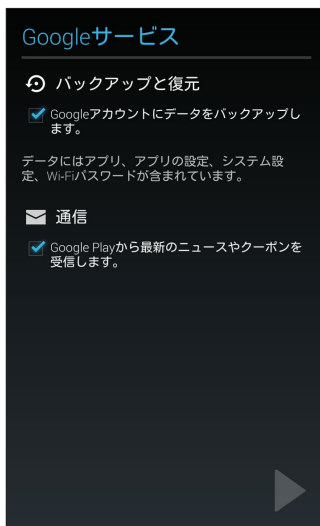 Googleサービス
バックアップと復元
Googleアカウントにデータをバックアップし
ます。
データにはアプリ、アプリの設定、システム設
定、Wi-Fiパスワードが含まれています。
通信
Google Playから最新のニュースやクーポンを
受信します。